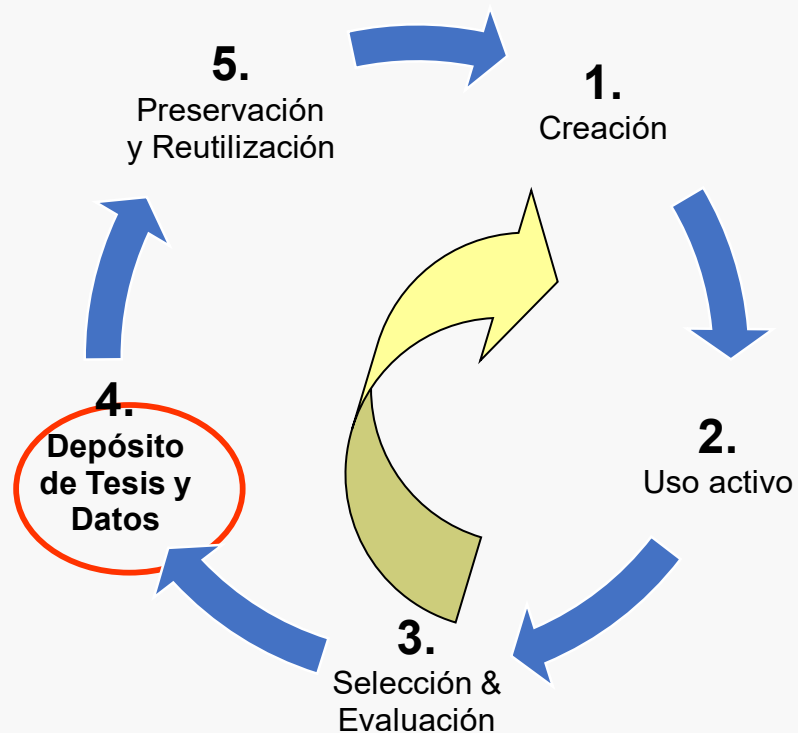 1.
Creación
2.
Uso activo
3.
Selección &
Evaluación
4.
Depósito
de Tesis y
Datos
5.
Preservación
y Reutilización